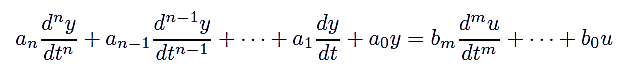 $a_n \frac{d^n y}{dt^n} + a_{n-1} \frac{d^{n-1} y}{dt^{n-1}} + \cdots + a_1 \frac{dy}{dt} + a_0 y = b_m \frac{d^m u}{dt^m} + \cdots + b_0 u$